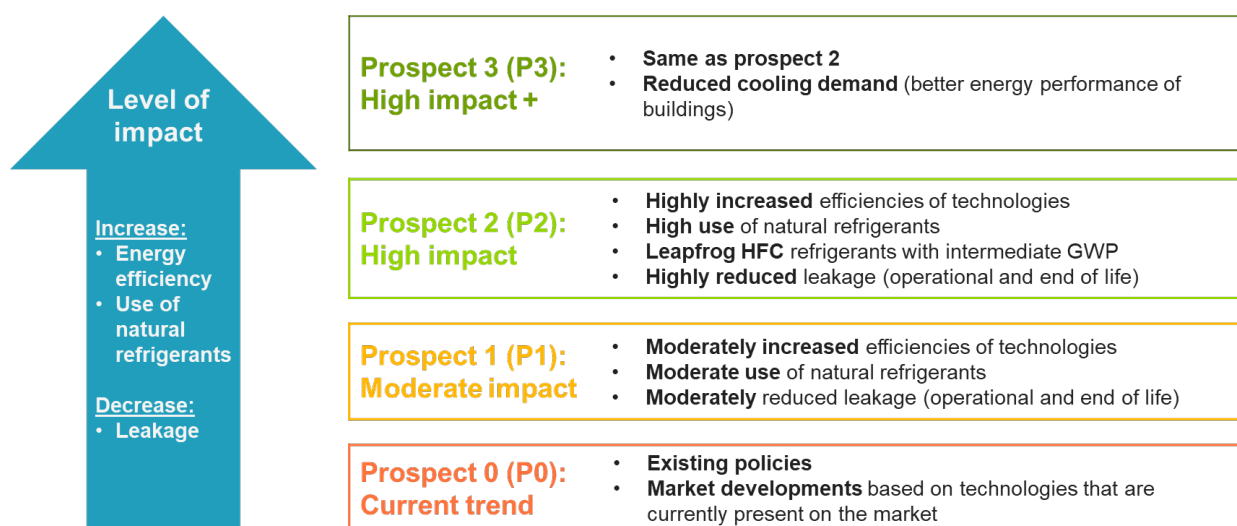 Level of
impact
Increase:
• Energy
efficiency
• Use of
natural
refrigerants
Decrease:
• Leakage
Prospect 3 (P3):
High impact +
• Same as prospect 2
• Reduced cooling demand (better energy performance of
buildings)
Prospect 2 (P2):
High impact
• Highly increased efficiencies of technologies
• High use of natural refrigerants
• Leapfrog HFC refrigerants with intermediate GWP
• Highly reduced leakage (operational and end of life)
Prospect 1 (P1):
Moderate impact
• Moderately increased efficiencies of technologies
• Moderate use of natural refrigerants
• Moderately reduced leakage (operational and end of life)
Prospect 0 (P0):
Current trend
• Existing policies
• Market developments based on technologies that are
currently present on the market